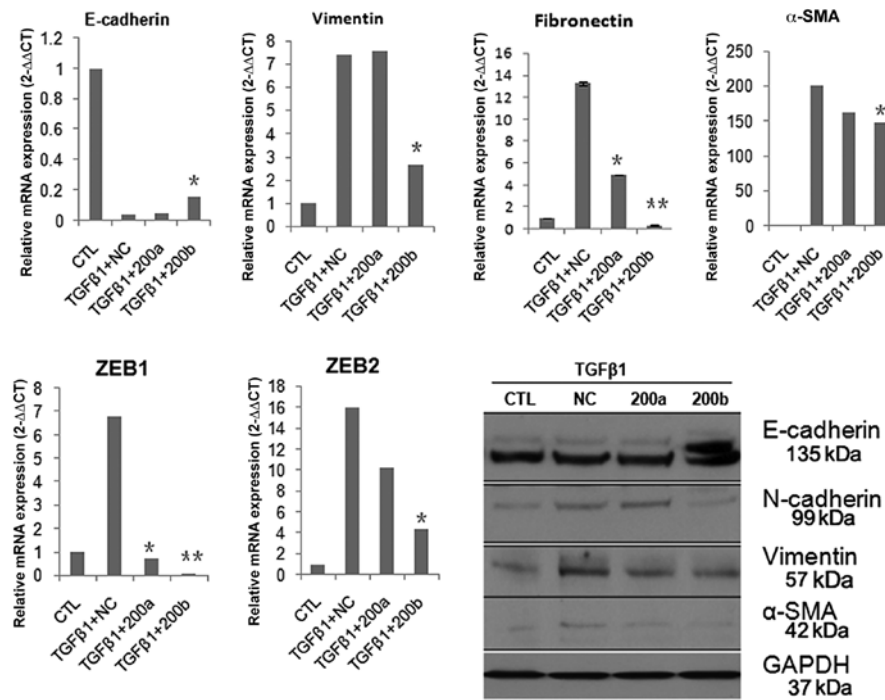 E-cadherin
Relative mRNA expression (2-ΔΔCT)
1.2
1
0.8
0.6
0.4
0.2
0
*
CTL
TGFβ1+NC
TGFβ1+200a
TGFβ1+200b
Vimentin
Relative mRNA expression (2-ΔΔCT)
8
7
6
5
4
3
2
1
0
*
CTL
TGFβ1+NC
TGFβ1+200a
TGFβ1+200b
Fibronectin
Relative mRNA expression (2-ΔΔCT)
16
14
12
10
8
6
4
2
0
*
**
CTL
TGFβ1+NC
TGFβ1+200a
TGFβ1+200b
α-SMA
Relative mRNA expression (2-ΔΔCT)
250
200
150
100
50
0
*
CTL
TGFβ1+NC
TGFβ1+200a
TGFβ1+200b
ZEB1
Relative mRNA expression (2-ΔΔCT)
8
7
6
5
4
3
2
1
0
*
**
CTL
TGFβ1+NC
TGFβ1+200a
TGFβ1+200b
ZEB2
Relative mRNA expression (2-ΔΔCT)
18
16
14
12
10
8
6
4
2
0
*
CTL
TGFβ1+NC
TGFβ1+200a
TGFβ1+200b
TGFβ1
CTL NC 200a 200b
E-cadherin
135 kDa
N-cadherin
99 kDa
Vimentin
57 kDa
α-SMA
42 kDa
GAPDH
37 kDa